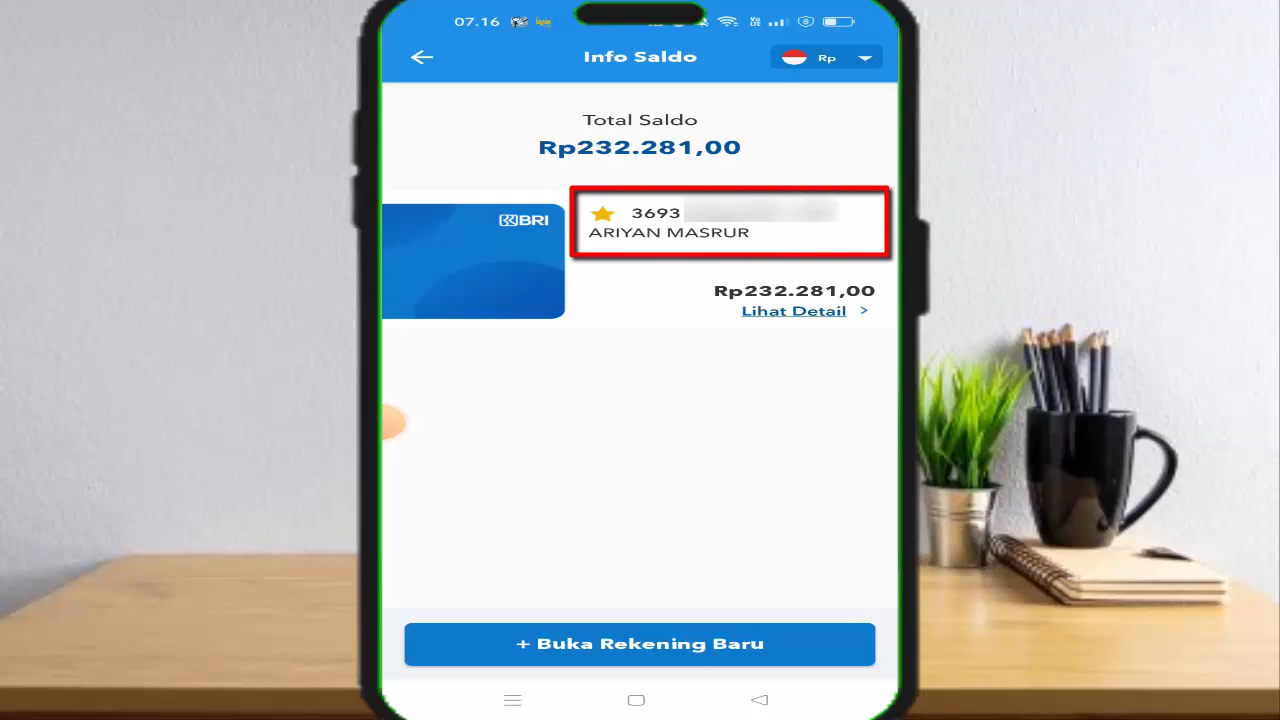 07.16
Info Saldo
Rp
Total Saldo
Rp232.281,00
BRI
3693
ARIYAN MASRUR
Rp232.281,00
Lihat Detail >
+ Buka Rekening Baru